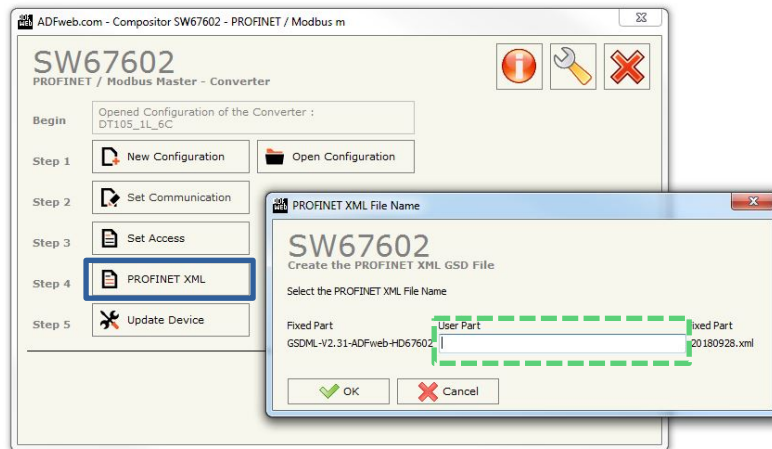 ADFweb.com - Compositor SW67602 - PROFINET / Modbus m
SW67602
PROFINET / Modbus Master - Converter
Begin
Opened Configuration of the Converter :
DT105_1L_6C
Step 1
New Configuration
Open Configuration
Step 2
Set Communication
Step 3
Set Access
Step 4
PROFINET XML
Step 5
Update Device
ADF WEB PROFINET XML File Name
SW67602
Create the PROFINET XML GSD File
Select the PROFINET XML File Name
Fixed Part User Part Fixed Part
GSDML-V2.31-ADFweb-HD67602 20180928.xml
OK
Cancel